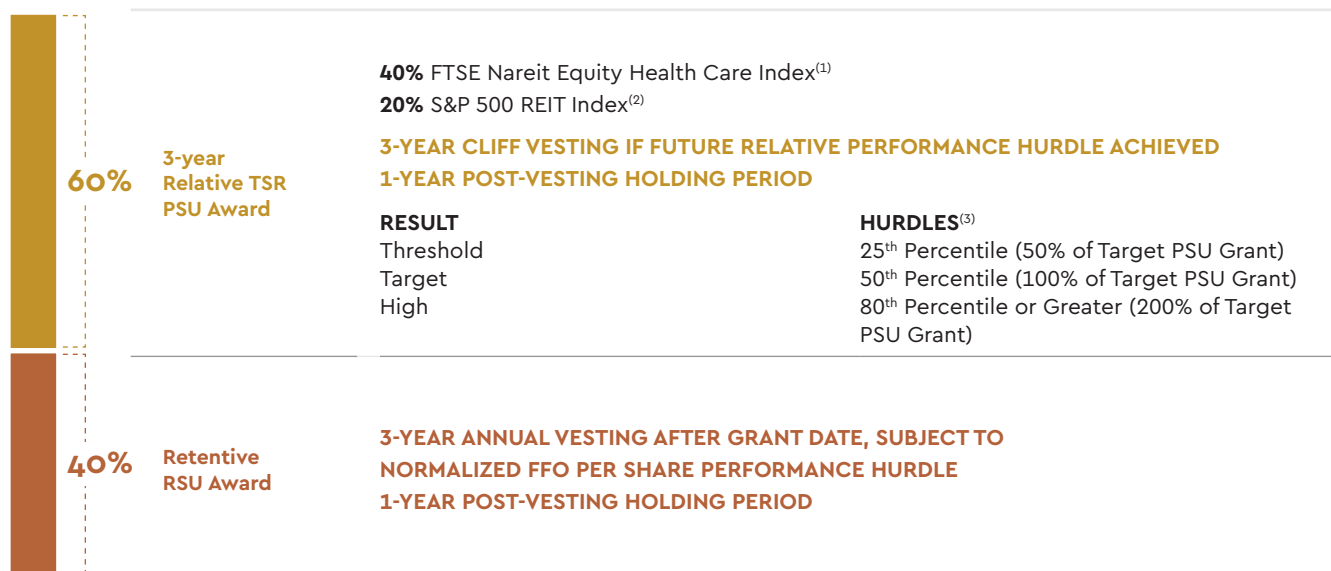 40% FTSE Nareit Equity Health Care Index(1)
20% S&P 500 REIT Index(2)
60%
3-year
Relative TSR
PSU Award
3-YEAR CLIFF VESTING IF FUTURE RELATIVE PERFORMANCE HURDLE ACHIEVED
1-YEAR POST-VESTING HOLDING PERIOD
RESULT HURDLES(3)
Threshold 25th Percentile (50% of Target PSU Grant)
Target 50th Percentile (100% of Target PSU Grant)
High 80th Percentile or Greater (200% of Target
PSU Grant)
40%
Retentive
RSU Award
3-YEAR ANNUAL VESTING AFTER GRANT DATE, SUBJECT TO
NORMALIZED FFO PER SHARE PERFORMANCE HURDLE
1-YEAR POST-VESTING HOLDING PERIOD